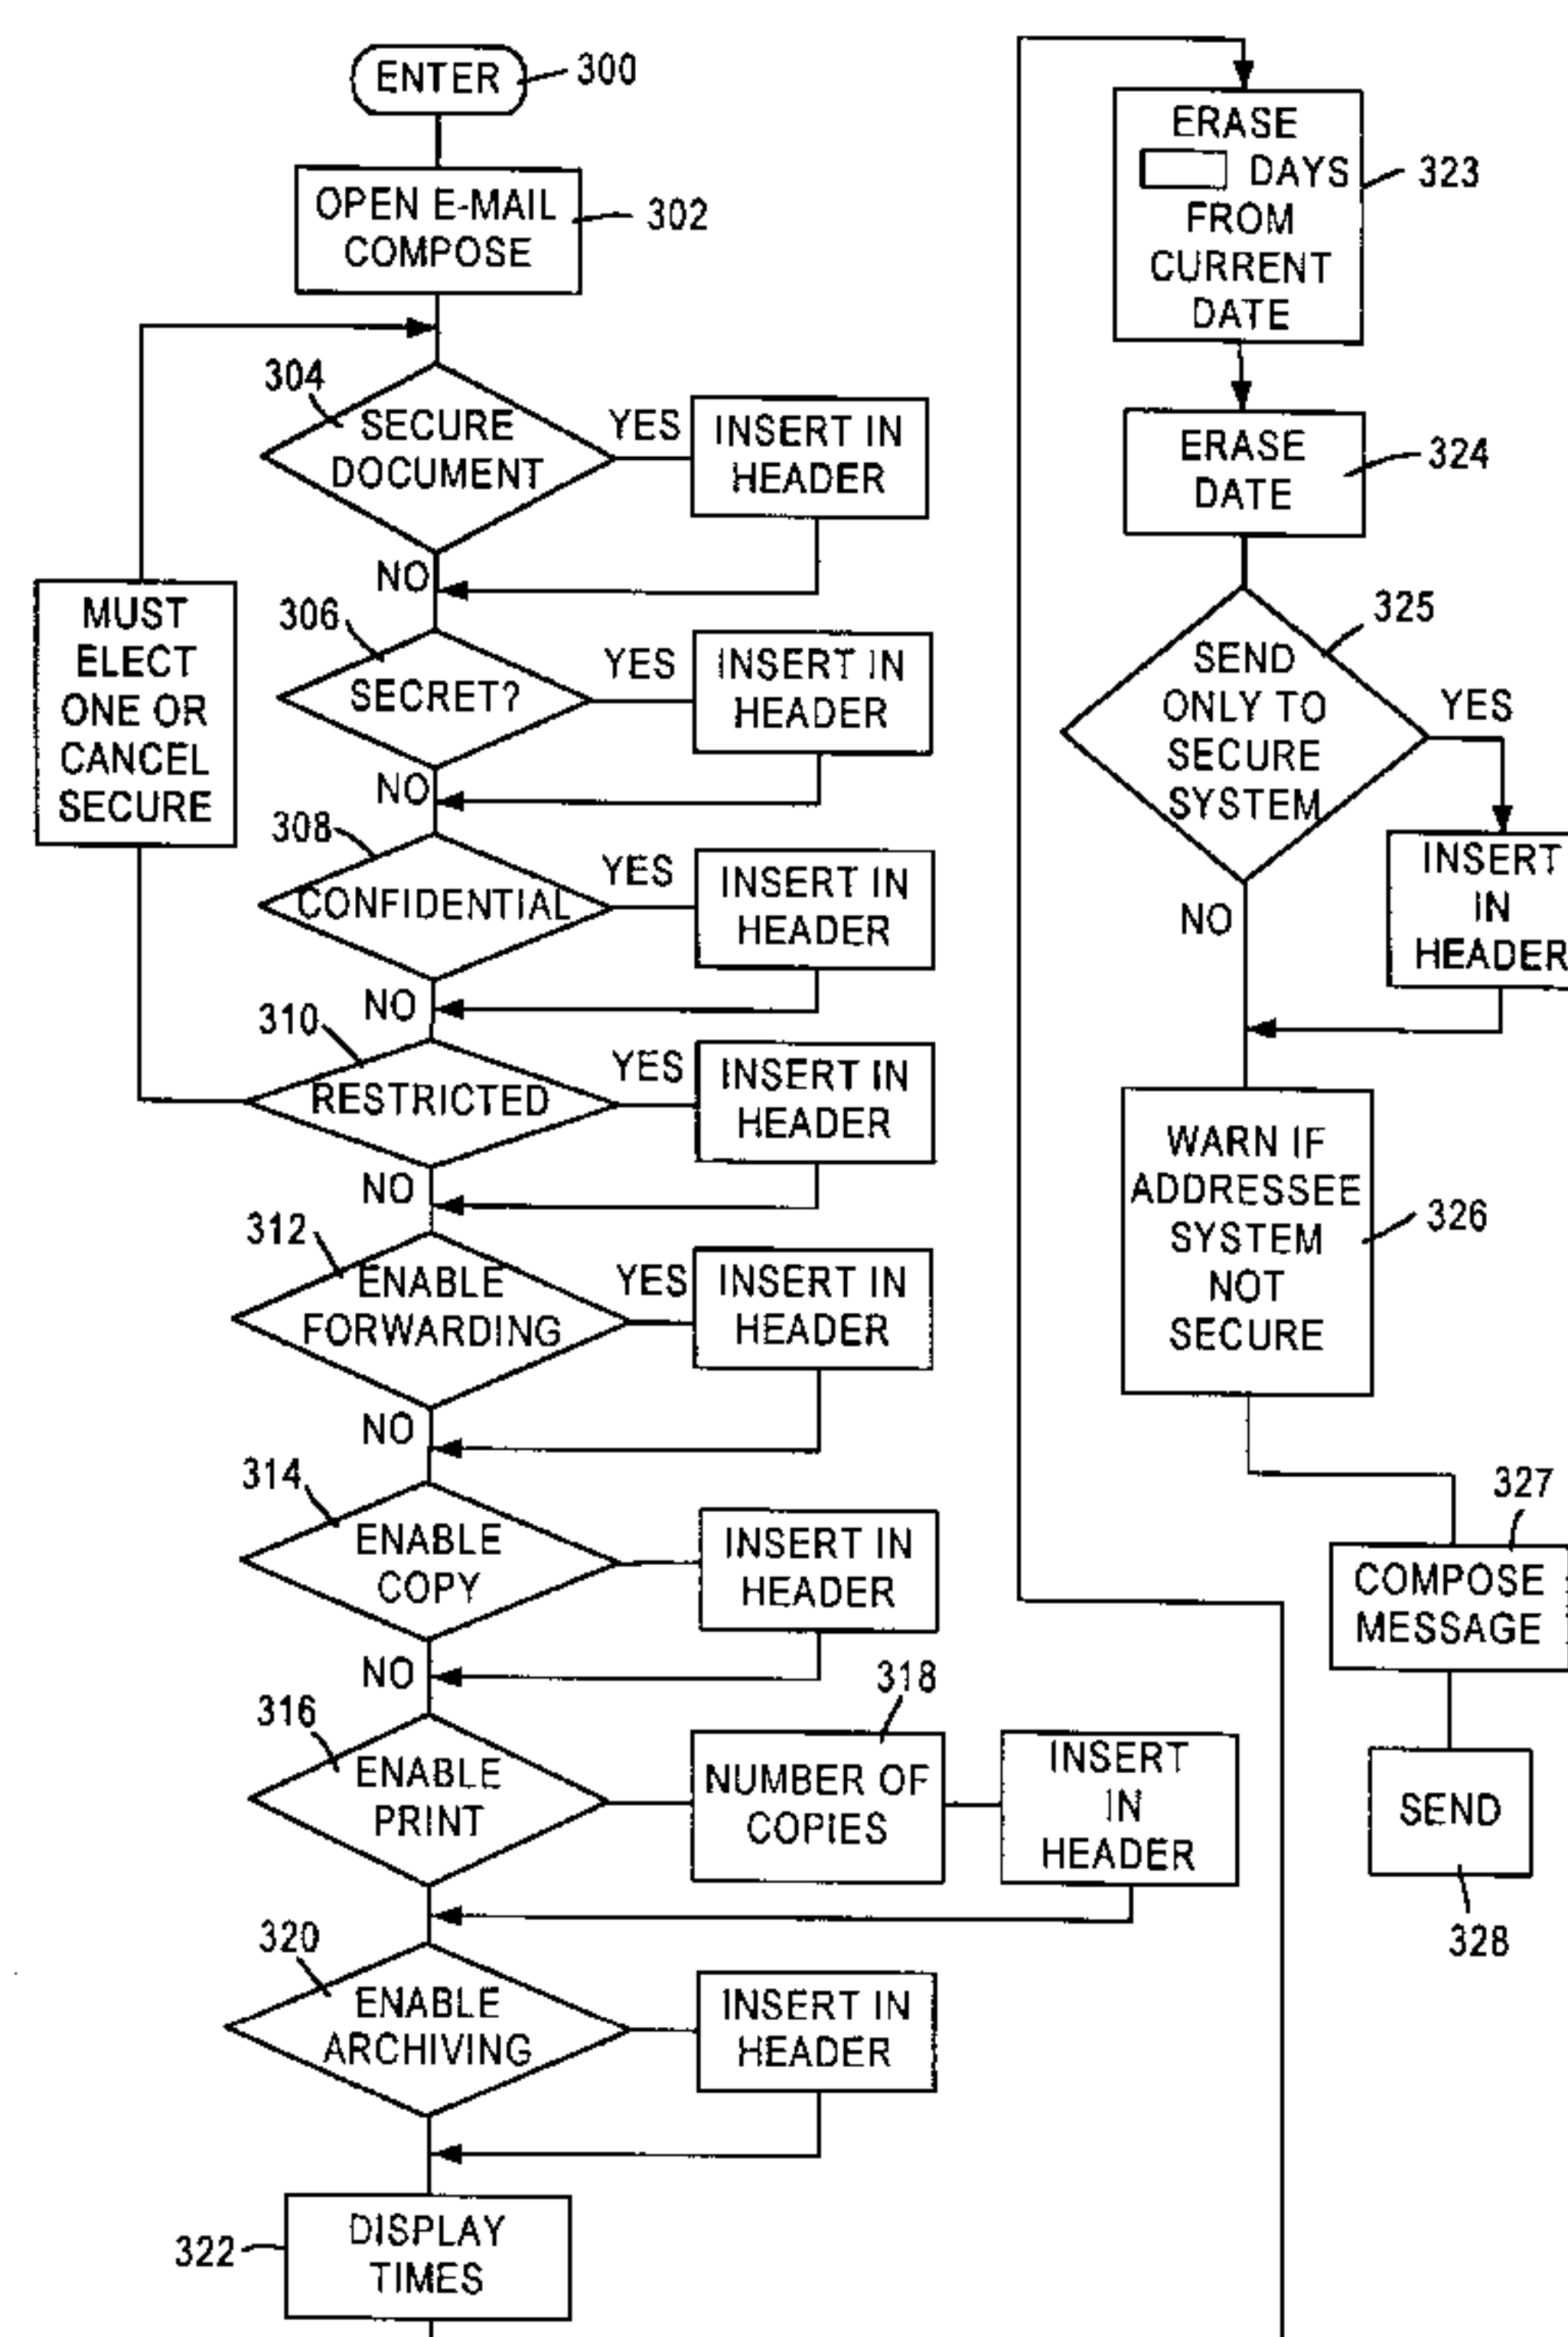 ENTER
300
OPEN E-MAIL
COMPOSE
302
304
SECURE
DOCUMENT
YES
INSERT IN
HEADER
NO
MUST
ELECT
ONE OR
CANCEL
SECURE
306
SECRET?
YES
INSERT IN
HEADER
NO
308
CONFIDENTIAL
YES
INSERT IN
HEADER
NO
310
RESTRICTED
YES
INSERT IN
HEADER
NO
312
ENABLE
FORWARDING
YES
INSERT IN
HEADER
NO
314
ENABLE
COPY
INSERT IN
HEADER
NO
316
ENABLE
PRINT
318
NUMBER OF
COPIES
INSERT
IN
HEADER
320
ENABLE
ARCHIVING
INSERT IN
HEADER
322
DISPLAY
TIMES
ERASE
DAYS
FROM
CURRENT
DATE
323
ERASE
DATE
324
325
SEND
ONLY TO
SECURE
SYSTEM
YES
INSERT
IN
HEADER
NO
WARN IF
ADDRESSEE
SYSTEM
NOT
SECURE
326
327
COMPOSE
MESSAGE
SEND
328